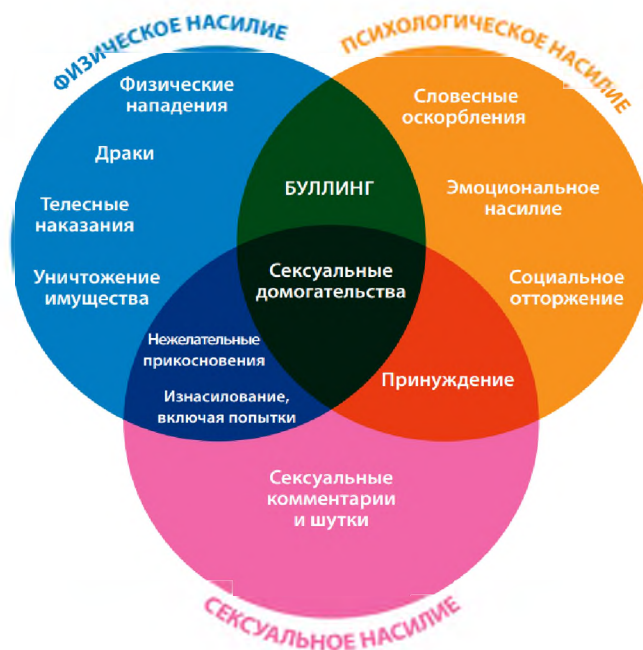 ФИЗИЧЕСКОЕ НАСИЛИЕ
ПСИХОЛОГИЧЕСКОЕ НАСИЛИЕ
Физические
нападения
Драки
Телесные
наказания
Уничтожение
имущества
БУЛЛИНГ
Словесные
оскорбления
Эмоциональное
насилие
Социальное
отторжение
Сексуальные
домогательства
Нежелательные
прикосновения
Изнасилование,
включая попытки
Принуждение
Сексуальные
комментарии
и шутки
СЕКСУАЛЬНОЕ НАСИЛИЕ